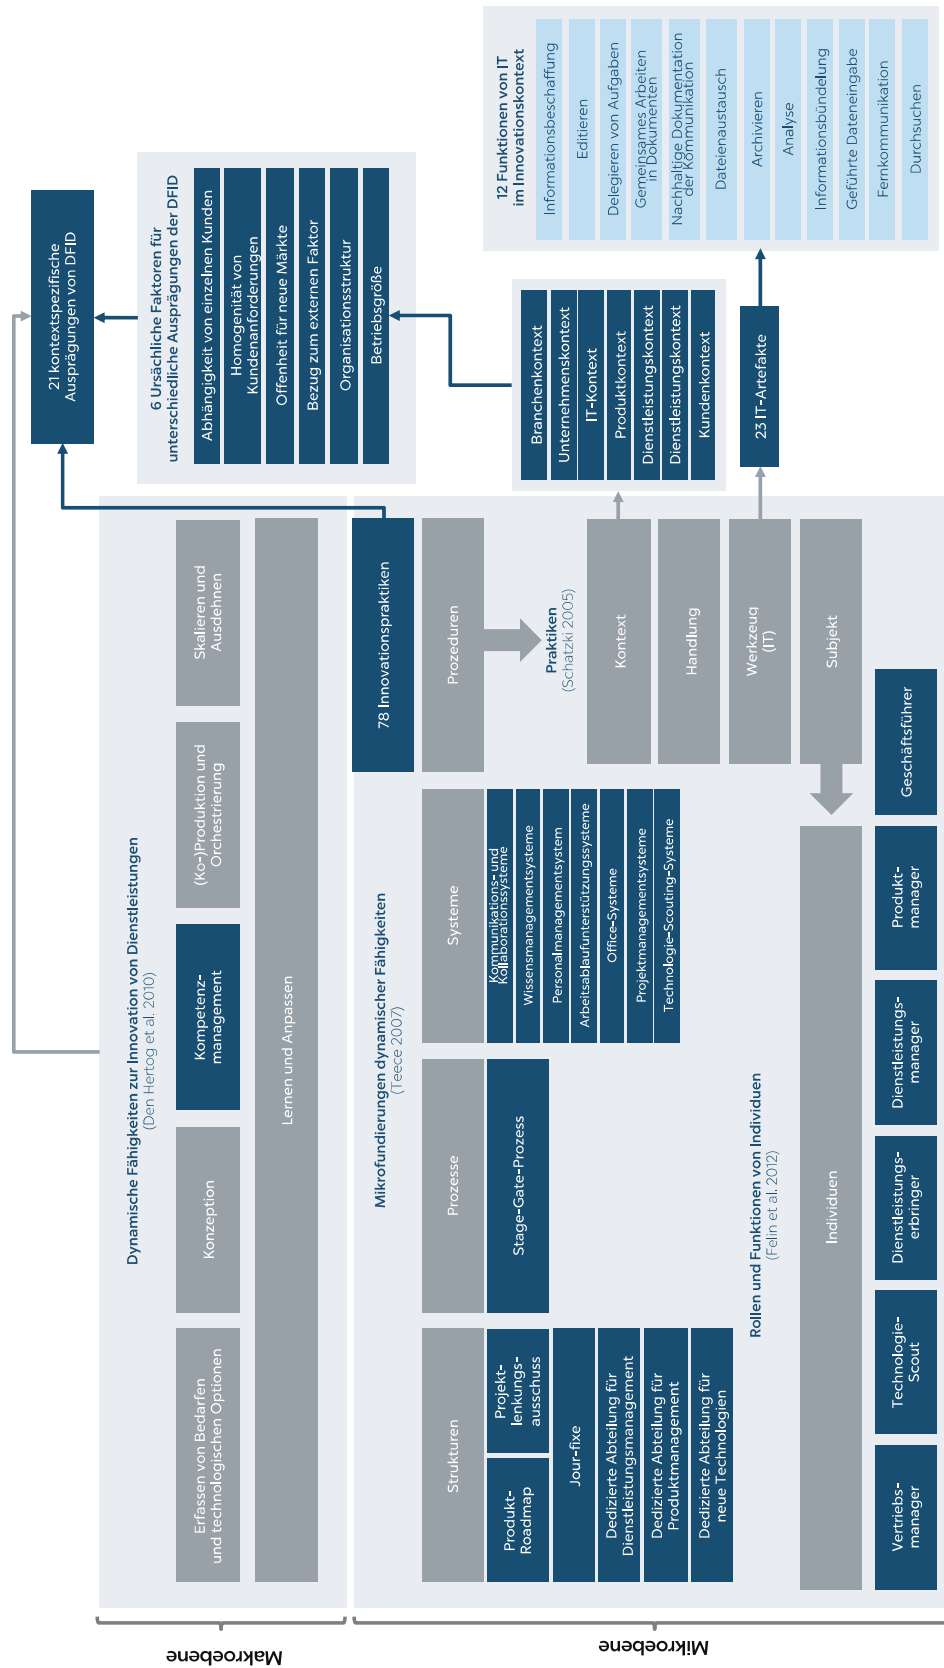 Makroebene
Dynamische Fähigkeiten zur Innovation von Dienstleistungen
(Den Hertog et al. 2010)
Erfassen von Bedarfen
und technologischen Optionen
Konzeption
Kompetenz-
management
(Ko-)Produktion und
Orchestrierung
Skalieren und
Ausdehnen
Lernen und Anpassen
21 kontextspezifische
Ausprägungen von DFID
6 Ursächliche Faktoren für
unterschiedliche Ausprägungen der DFID
Abhängigkeit von einzelnen Kunden
Homogenität von
Kundenanforderungen
Offenheit für neue Märkte
Bezug zum externen Faktor
Organisationsstruktur
Betriebsgröße
Mikroebene
Mikrofundierungen dynamischer Fähigkeiten
(Teece 2007)
Strukturen
Produkt-
Roadmap
Projekt-
lenkungs-
ausschuss
Jour-fixe
Dedizierte Abteilung für
Dienstleistungsmanagement
Dedizierte Abteilung für
Produktmanagement
Dedizierte Abteilung für
neue Technologien
Prozesse
Stage-Gate-Prozess
Systeme
Kommunikations- und
Kollaborationssysteme
Wissensmanagementsysteme
Personalmanagementsystem
Arbeitsablaufunterstützungssysteme
Office-Systeme
Projektmanagementsysteme
Technologie-Scouting-Systeme
78 Innovationspraktiken
Prozeduren
Praktiken
(Schatzki 2005)
Kontext
Handlung
Werkzeug
(IT)
Subjekt
Branchenkontext
Unternehmenskontext
IT-Kontext
Produktkontext
Dienstleistungskontext
Dienstleistungskontext
Kundenkontext
23 IT-Artefakte
12 Funktionen von IT
im Innovationskontext
Informationsbeschaffung
Editieren
Delegieren von Aufgaben
Gemeinsames Arbeiten
in Dokumenten
Nachhaltige Dokumentation
der Kommunikation
Dateienaustausch
Archivieren
Analyse
Informationsbündelung
Geführte Dateneingabe
Fernkommunikation
Durchsuchen
Rollen und Funktionen von Individuen
(Felin et al. 2012)
Individuen
Vertriebs-
manager
Technologie-
Scout
Dienstleistungs-
erbringer
Dienstleistungs-
manager
Produkt-
manager
Geschäftsführer